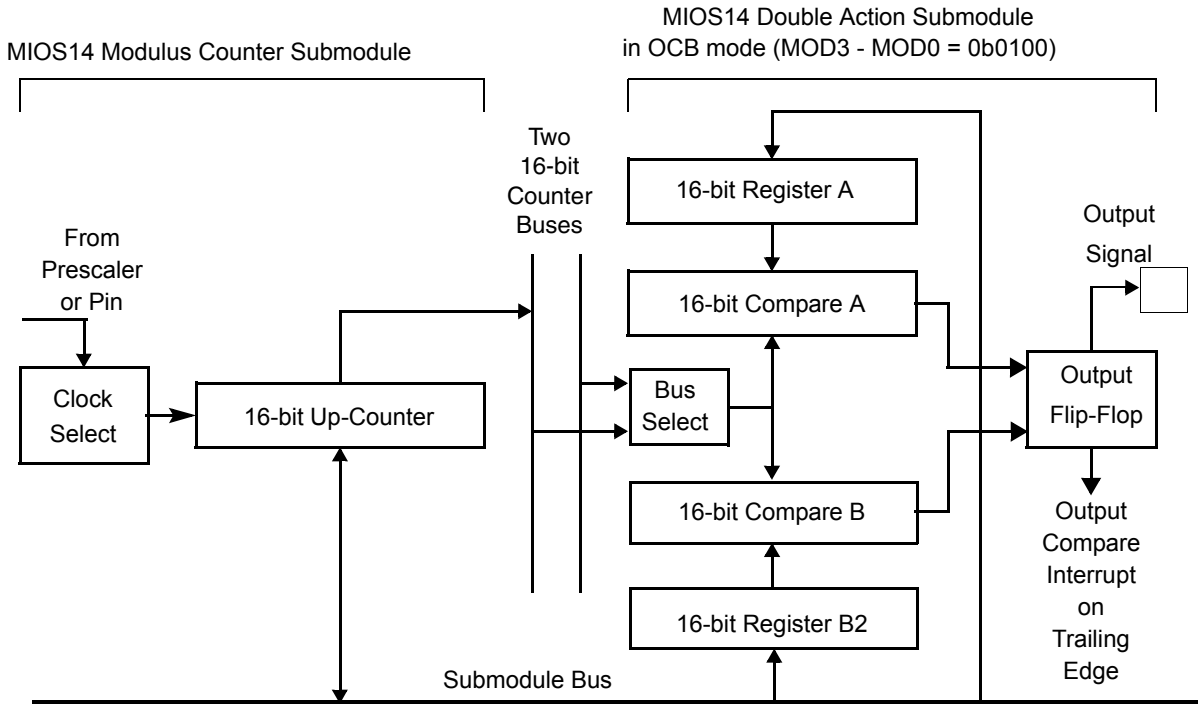 MIOS14 Modulus Counter Submodule
MIOS14 Double Action Submodule
in OCB mode (MOD3 - MOD0 = 0b0100)
Two
16-bit
Counter
Buses
From
Prescaler
or Pin
Clock
Select
16-bit Up-Counter
Bus
Select
16-bit Register A
16-bit Compare A
16-bit Compare B
16-bit Register B2
Output
Signal
Output
Flip-Flop
Output
Compare
Interrupt
on
Trailing
Edge
Submodule Bus